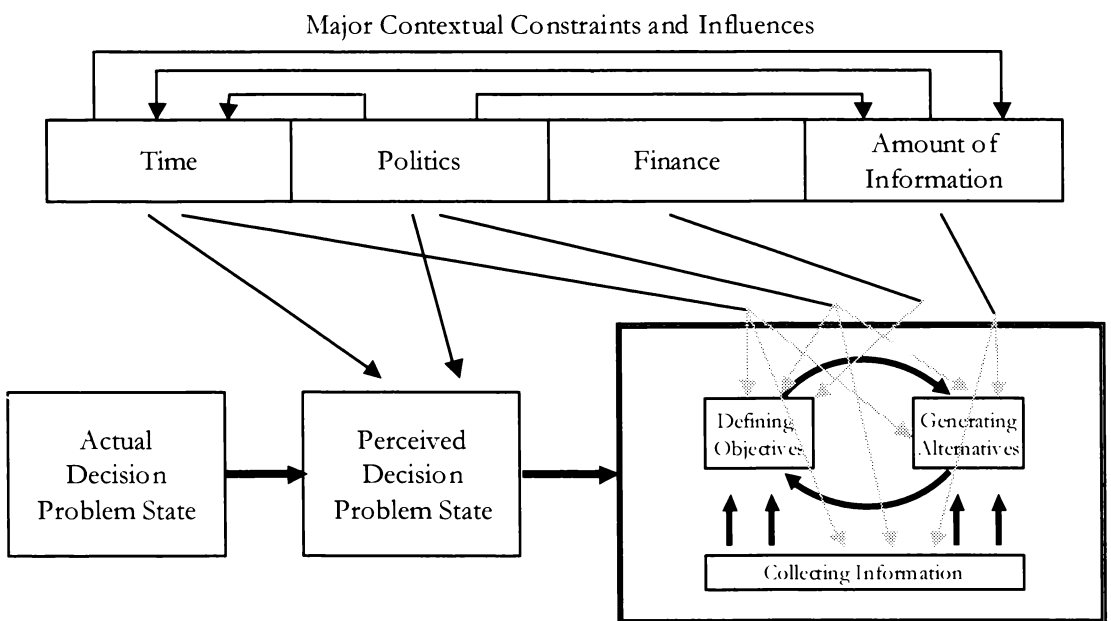 Major Contextual Constraints and Influences
Time
Politics
Finance
Amount of
Information
Actual
Decision
Problem State
Perceived
Decision
Problem State
Defining
Objectives
Generating
Alternatives
Collecting Information